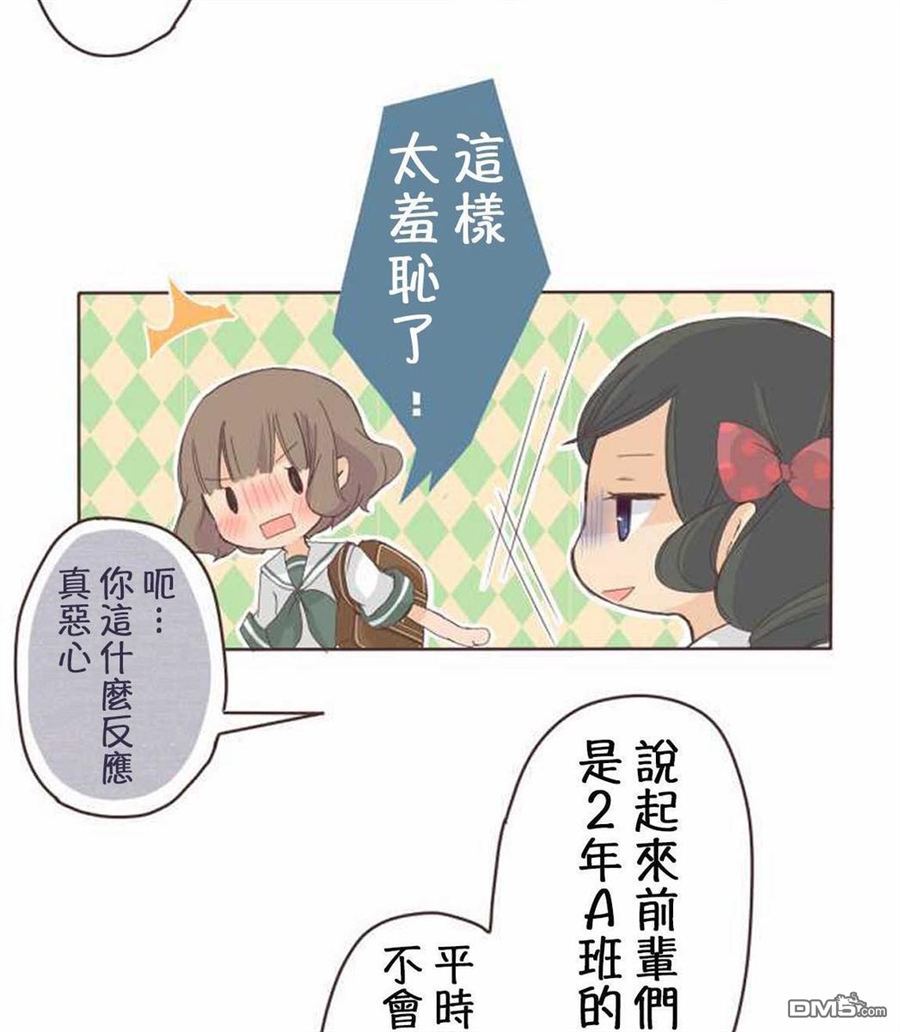 這樣
太羞恥了！
呃…
你這什麼反應
真惡心
說起來前輩們
是2年A班的
平時
不會
DM5.com